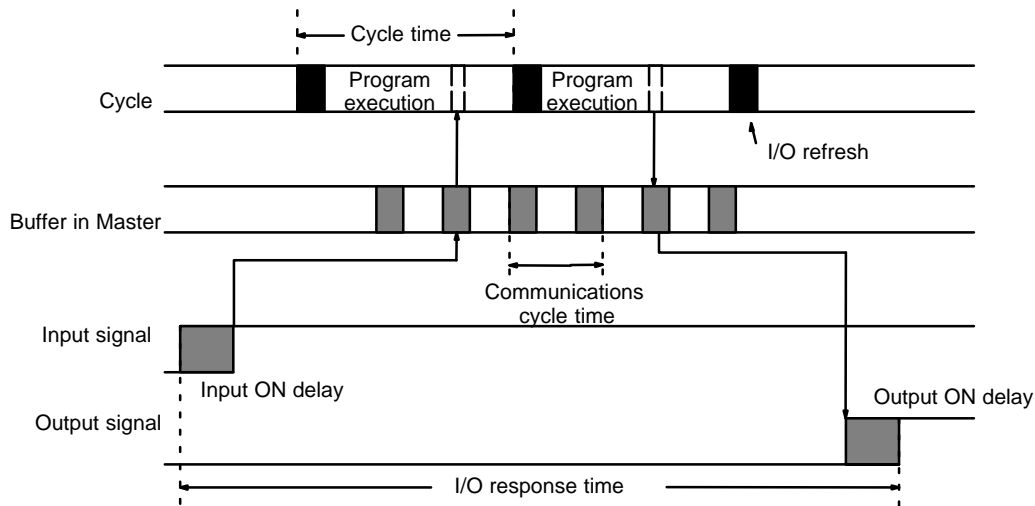 Cycle time
Program
execution
Program
execution
Cycle
I/O refresh
Buffer in Master
Communications
cycle time
Input signal
Input ON delay
Output ON delay
Output signal
I/O response time